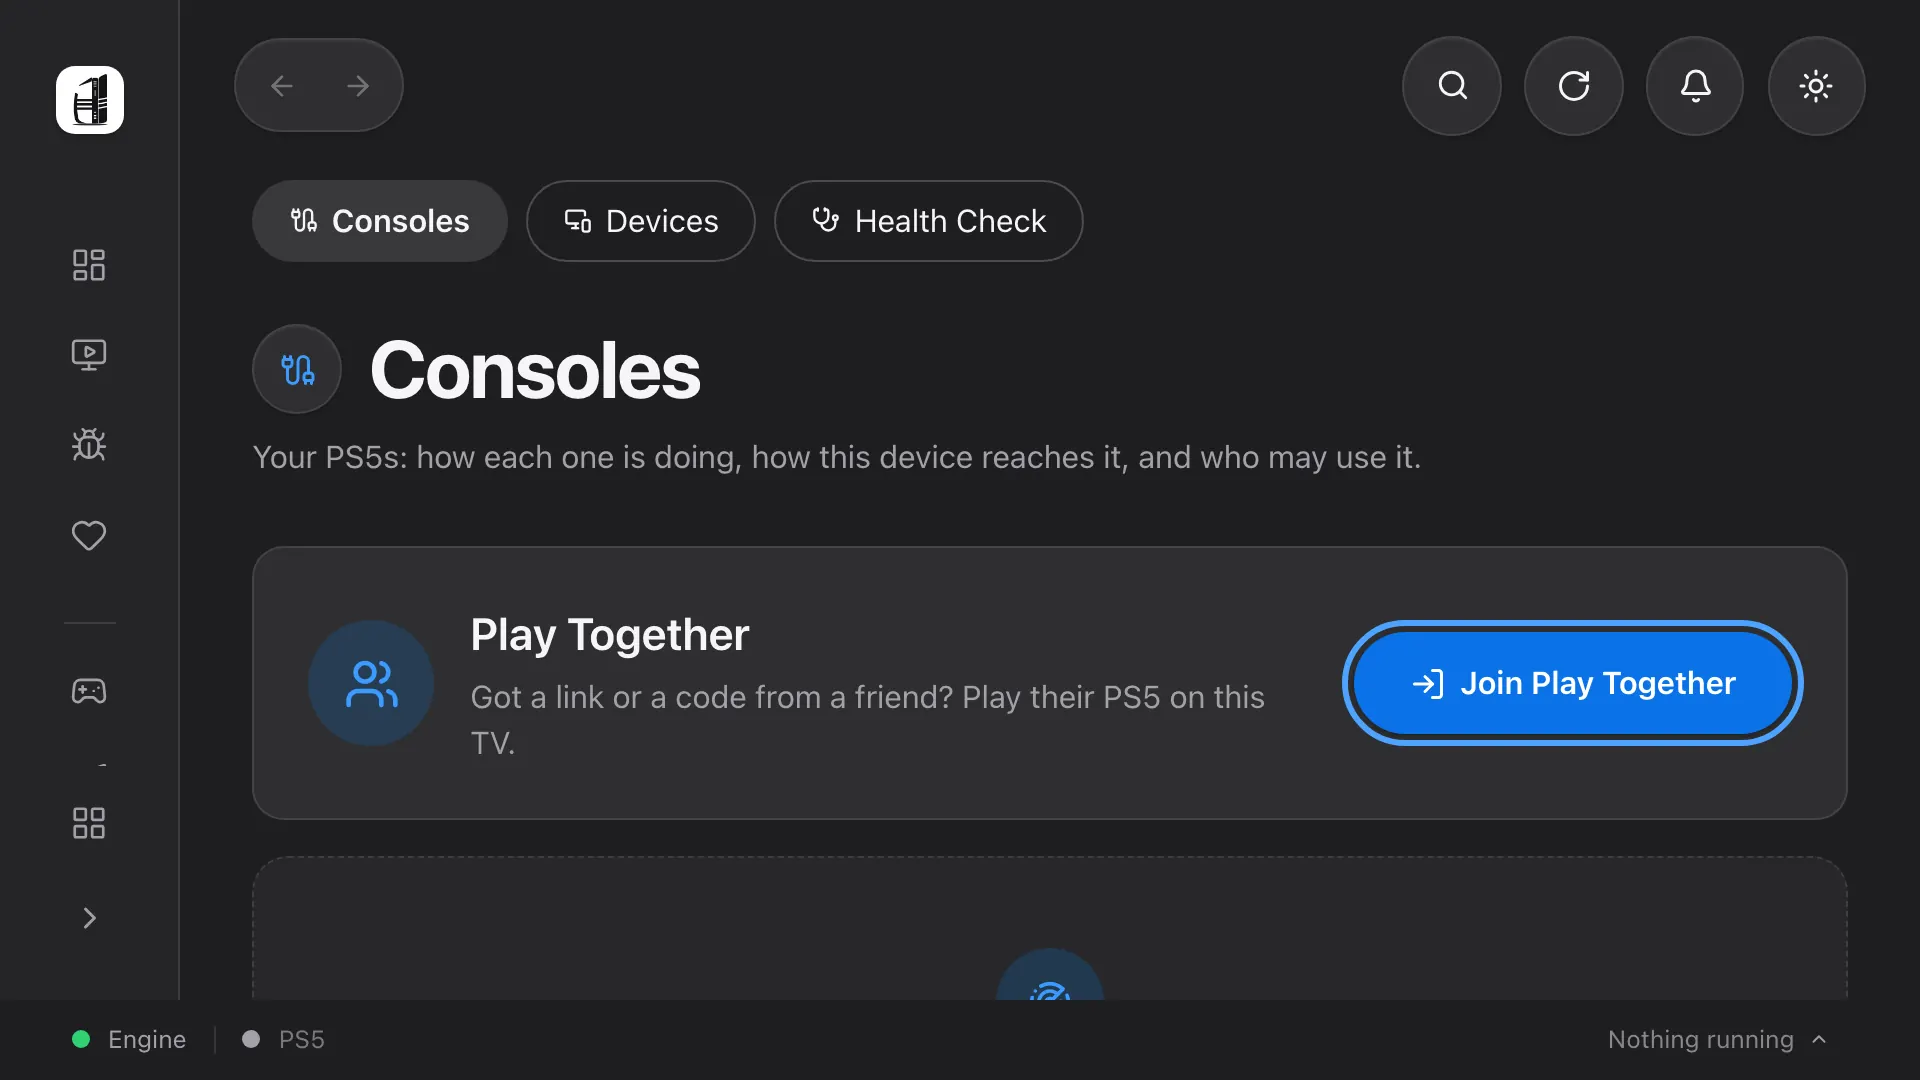 Consoles
Devices
Health Check
Consoles
Your PS5s: how each one is doing, how this device reaches it, and who may use it.
Play Together
Got a link or a code from a friend? Play their PS5 on this
TV.
Join Play Together
Engine
PS5
Nothing running